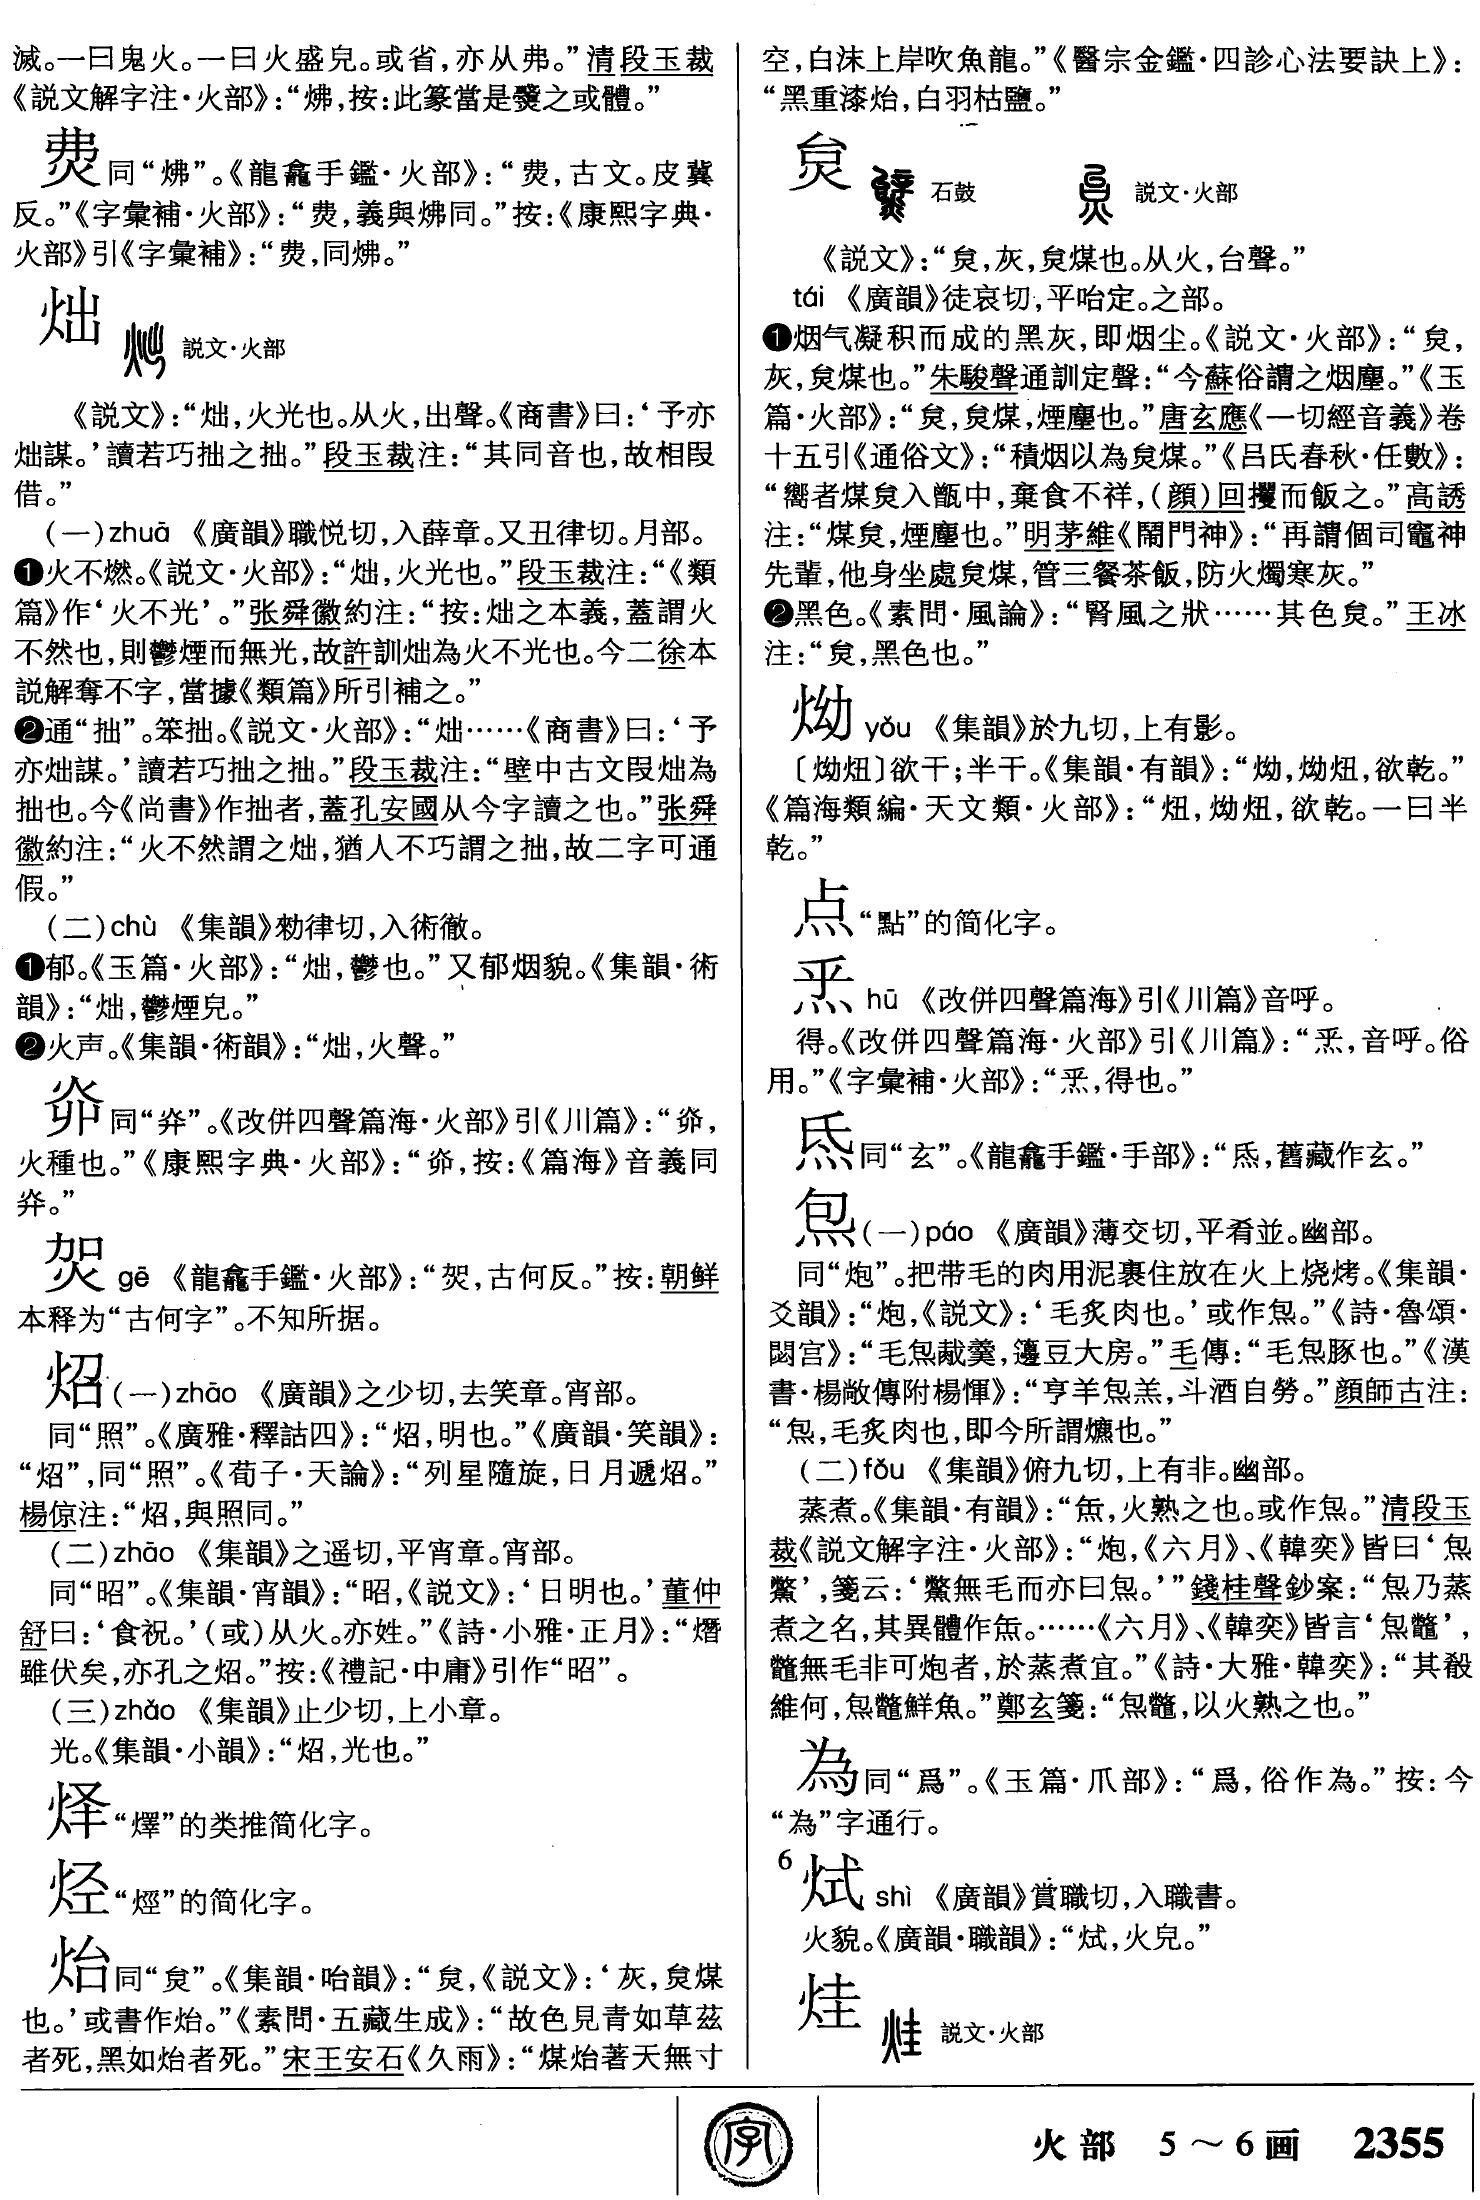 滅。一曰鬼火。一曰火盛皃。或省,亦从弗。”清段玉裁
《説文解字注·火部》:“炥,按:此篆當是㷶之或體。”
同“炥”。《龍龕手鑑·火部》:“,古文。皮冀
反。”《字彙補·火部》:“,義與炥同。”按:《康熙字典·
火部》引《字彙補》:“,同炥。”
炪
説文·火部
《説文》:“炪,火光也。从火,出聲。《商書》曰:‘予亦
炪謀。’讀若巧拙之拙。”段玉裁注:“其同音也,故相叚
借。”
(一)zhuō 《廣韻》職悦切,入薛章。又丑律切。月部。
❶火不燃。《説文·火部》:“炪,火光也。”段玉裁注:“《類
篇》作‘火不光’。”张舜徽約注:“按:炪之本義,蓋謂火
不然也,則鬱煙而無光,故許訓炪為火不光也。今二徐本
説解奪不字,當據《類篇》所引補之。”
❷通“拙”。笨拙。《説文·火部》:“炪……《商書》曰:‘予
亦炪謀。’讀若巧拙之拙。”段玉裁注:“壁中古文叚炪為
拙也。今《尚書》作拙者,蓋孔安國从今字讀之也。”张舜
徽約注:“火不然謂之炪,猶人不巧謂之拙,故二字可通
假。”
(二)chù 《集韻》勑律切,入術徹。
❶郁。《玉篇·火部》:“炪,鬱也。”又郁烟貌。《集韻·術
韻》:“炪,鬱煙皃。”
❷火声。《集韻·術韻》:“炪,火聲。”
同“㶳”。《改併四聲篇海·火部》引《川篇》:“,
火種也。”《康熙字典·火部》:“,按:《篇海》音義同
㶳。”
gē 《龍龕手鑑·火部》:“,古何反。”按:朝鲜
本释为“古何字”。不知所据。
炤(一)zhāo 《廣韻》之少切,去笑章。宵部。
同“照”。《廣雅·釋詁四》:“炤,明也。”《廣韻·笑韻》:
“炤”,同“照”。《荀子·天論》:“列星隨旋,日月遞炤。”
楊倞注:“炤,與照同。”
(二)zhāo 《集韻》之遥切,平宵章。宵部。
同“昭”。《集韻·宵韻》:“昭,《説文》:‘日明也。’董仲
舒曰:‘食祝。’(或)从火。亦姓。”《詩·小雅·正月》:“潛
雖伏矣,亦孔之炤。”按:《禮記·中庸》引作“昭”。
(三)zhǎo 《集韻》止少切,上小章。
光。《集韻·小韻》:“炤,光也。”
“燡”的类推简化字。
烃“烴”的简化字。
炲同“炱”。《集韻·咍韻》:“炱,《説文》:‘灰,炱煤
也。’或書作炲。”《素問·五藏生成》:“故色見青如草茲
者死,黑如炲者死。”宋王安石《久雨》:“煤炲著天無寸
空,白沫上岸吹魚龍。”《醫宗金鑑·四診心法要訣上》:
“黑重漆炲,白羽枯鹽。”
炱
石鼓 説文·火部
《説文》:“炱,灰,炱煤也。从火,台聲。”
tái 《廣韻》徒哀切,平咍定。之部。
❶烟气凝积而成的黑灰,即烟尘。《説文·火部》:“炱,
灰,炱煤也。”朱駿聲通訓定聲:“今蘇俗謂之烟塵。”《玉
篇·火部》:“炱,炱煤,煙塵也。”唐玄應《一切經音義》卷
十五引《通俗文》:“積烟以為炱煤。”《吕氏春秋·任數》:
“嚮者煤炱入甑中,棄食不祥,(顔)回攫而飯之。”高誘
注:“煤炱,煙塵也。”明茅維《鬧門神》:“再請個司竈神
先輩,他身坐處炱煤,管三餐茶飯,防火燭寒灰。”
❷黑色。《素問·風論》:“腎風之狀……其色炱。”王冰
注:“炱,黑色也。”
㶭 yǒu 《集韻》於九切,上有影。
〔㶭炄〕欲干;半干。《集韻·有韻》:“㶭,㶭炄,欲乾。”
《篇海類編·天文類·火部》:“炄,㶭炄,欲乾。一曰半
乾。”
点“點”的简化字。
hū 《改併四聲篇海》引《川篇》音呼。
得。《改併四聲篇海·火部》引《川篇》:“,音呼。俗
用。”《字彙補·火部》:“,得也。”
同“玄”。《龍龕手鑑·手部》:“,舊藏作玄。”
炰(一)páo 《廣韻》薄交切,平肴並。幽部。
同“炮”。把带毛的肉用泥裹住放在火上烧烤。《集韻·
爻韻》:“炮,《説文》:‘毛炙肉也。’或作炰。”《詩·魯頌·
閟宫》:“毛炰胾羹,籩豆大房。”毛傳:“毛炰豚也。”《漢
書·楊敞傳附楊惲》:“亨羊炰羔,斗酒自勞。”顔師古注:
“炰,毛炙肉也,即今所謂爊也。”
(二)fǒu 《集韻》俯九切,上有非。幽部。
蒸煮。《集韻·有韻》:“缹,火熟之也。或作炰。”清段玉
裁《説文解字注·火部》:“炮,《六月》、《韓奕》皆曰‘炰
鱉’,箋云:‘鱉無毛而亦曰炰。’”錢桂聲鈔案:“炰乃蒸
煮之名,其異體作缹。……《六月》、《韓奕》皆言‘炰鼈’,
鼈無毛非可炮者,於蒸煮宜。”《詩·大雅·韓奕》:“其殽
維何,炰鼈鮮魚。”鄭玄箋:“炰鼈,以火熟之也。”
為同“爲”。《玉篇·爪部》:“爲,俗作為。”按:今
“為”字通行。
6
烒 shì 《廣韻》賞職切,入職書。
火貌。《廣韻·職韻》:“烒,火皃。”
烓
説文·火部
字
火部 5～6画 2355